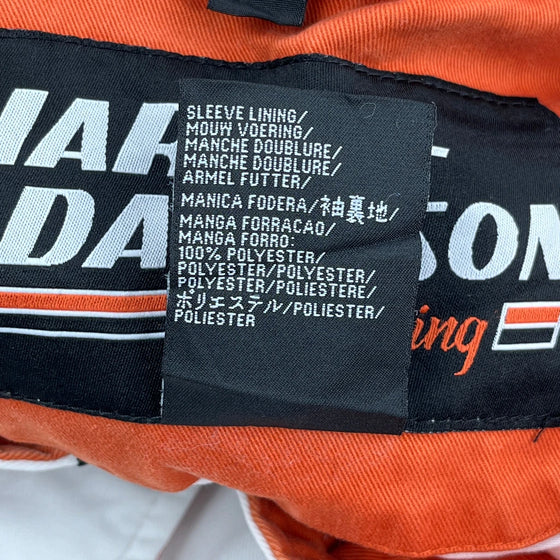 HAR
DA SON
ing
SLEEVE LINING/
MOUW VOERING/
MANCHE DOUBLURE/
MANCHE DOUBLURE/
ARMEL FUTTER/
MANICA FODERA/袖裏地/
MANGA FORRACAO/
MANGA FORRO:
100% POLYESTER/
POLYESTER/POLYESTER/
POLYESTER/POLIESTERE/
ポリエステル/POLIESTER/
POLIESTER